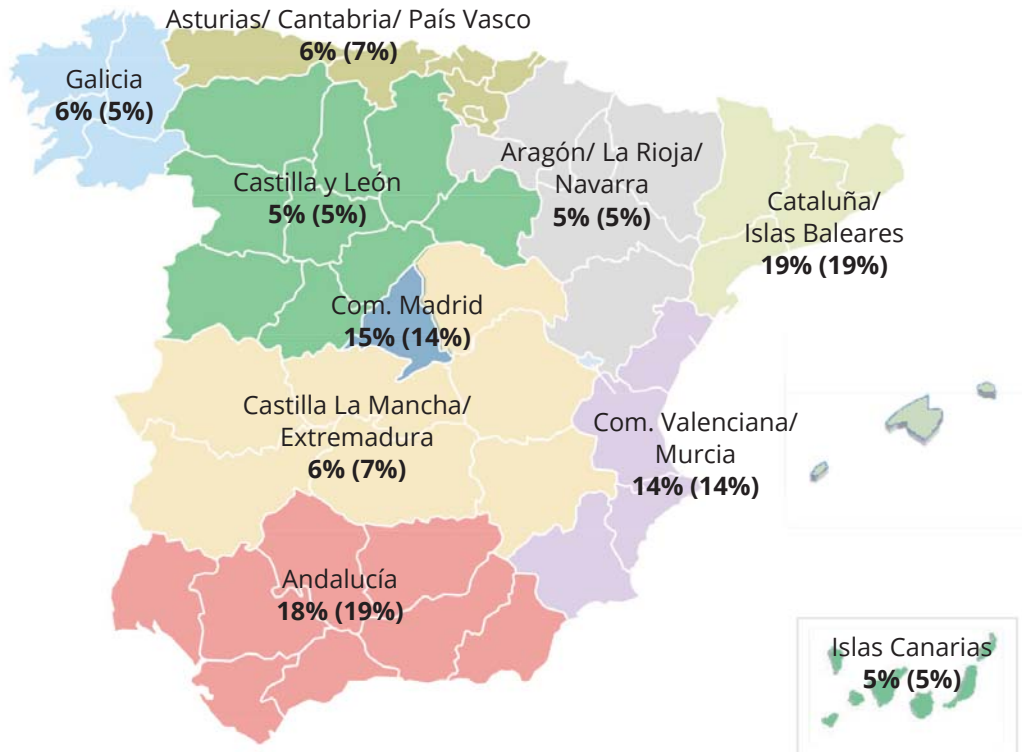 Asturias/ Cantabria/ País Vasco
6% (7%)
Galicia
6% (5%)
Castilla y León
5% (5%)
Aragón/ La Rioja/
Navarra
5% (5%)
Cataluña/
Islas Baleares
19% (19%)
Com. Madrid
15% (14%)
Castilla La Mancha/
Extremadura
6% (7%)
Com. Valenciana/
Murcia
14% (14%)
Andalucía
18% (19%)
Islas Canarias
5% (5%)